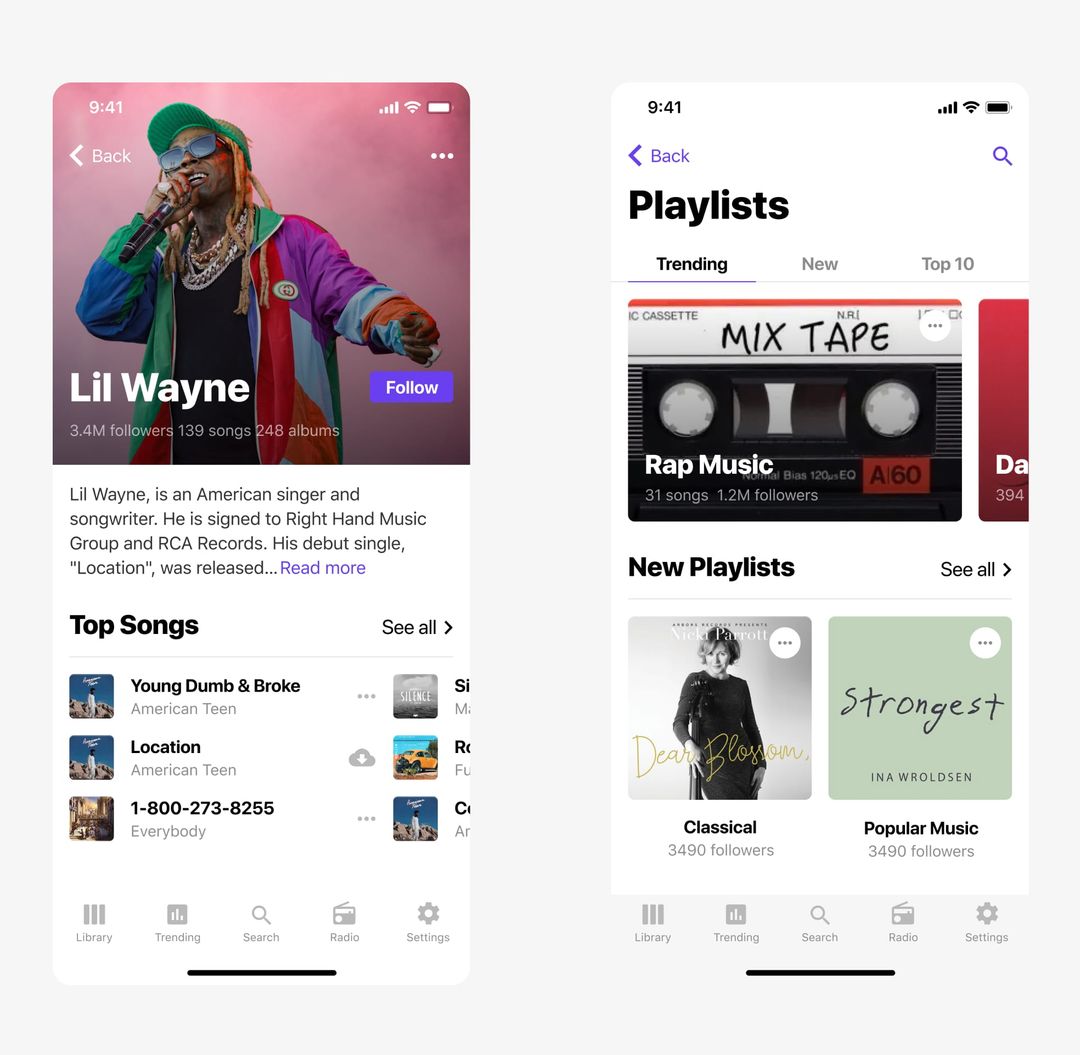 9:41
Back
Lil Wayne
Follow
3.4M followers 139 songs 248 albums
Lil Wayne, is an American singer and
songwriter. He is signed to Right Hand Music
Group and RCA Records. His debut single,
"Location", was released... Read more
Top Songs
See all
Young Dumb & Broke
American Teen
SILENCE
Si
Ma
Location
American Teen
Ro
Fu
1-800-273-8255
Everybody
Library
Trending
Search
Radio
Settings
9:41
Back
Playlists
Trending
New
Top 10
IC CASSETTE
N.R.
MIX TAPE
Rap Music
Normal Bias 120µs EQ
A|60
31 songs 1.2M followers
Da
394
New Playlists
See all
ARBORS RECORDS PRESENTS
Nicki Parrott
Dear Blossom,
Strongest
INA WROLDSEN
Classical
3490 followers
Popular Music
3490 followers
Library
Trending
Search
Radio
Settings